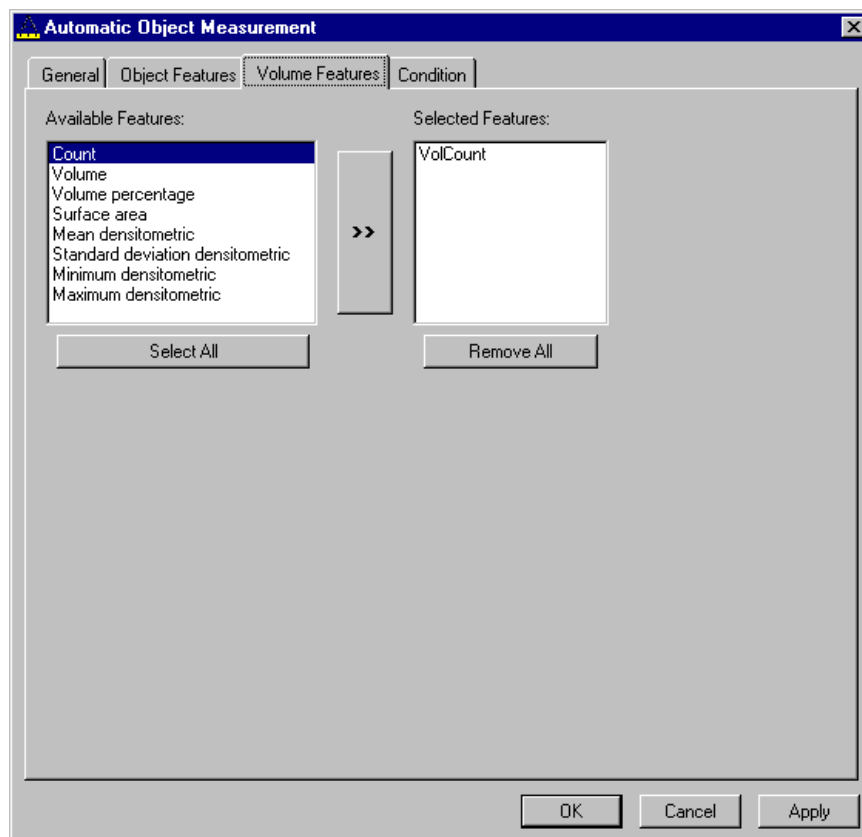 Automatic Object Measurement
General
Object Features
Volume Features
Condition
Available Features:
Selected Features:
Count
Volume
Volume percentage
Surface area
Mean densitometric
Standard deviation densitometric
Minimum densitometric
Maximum densitometric
>>
VolCount
Select All
Remove All
OK
Cancel
Apply